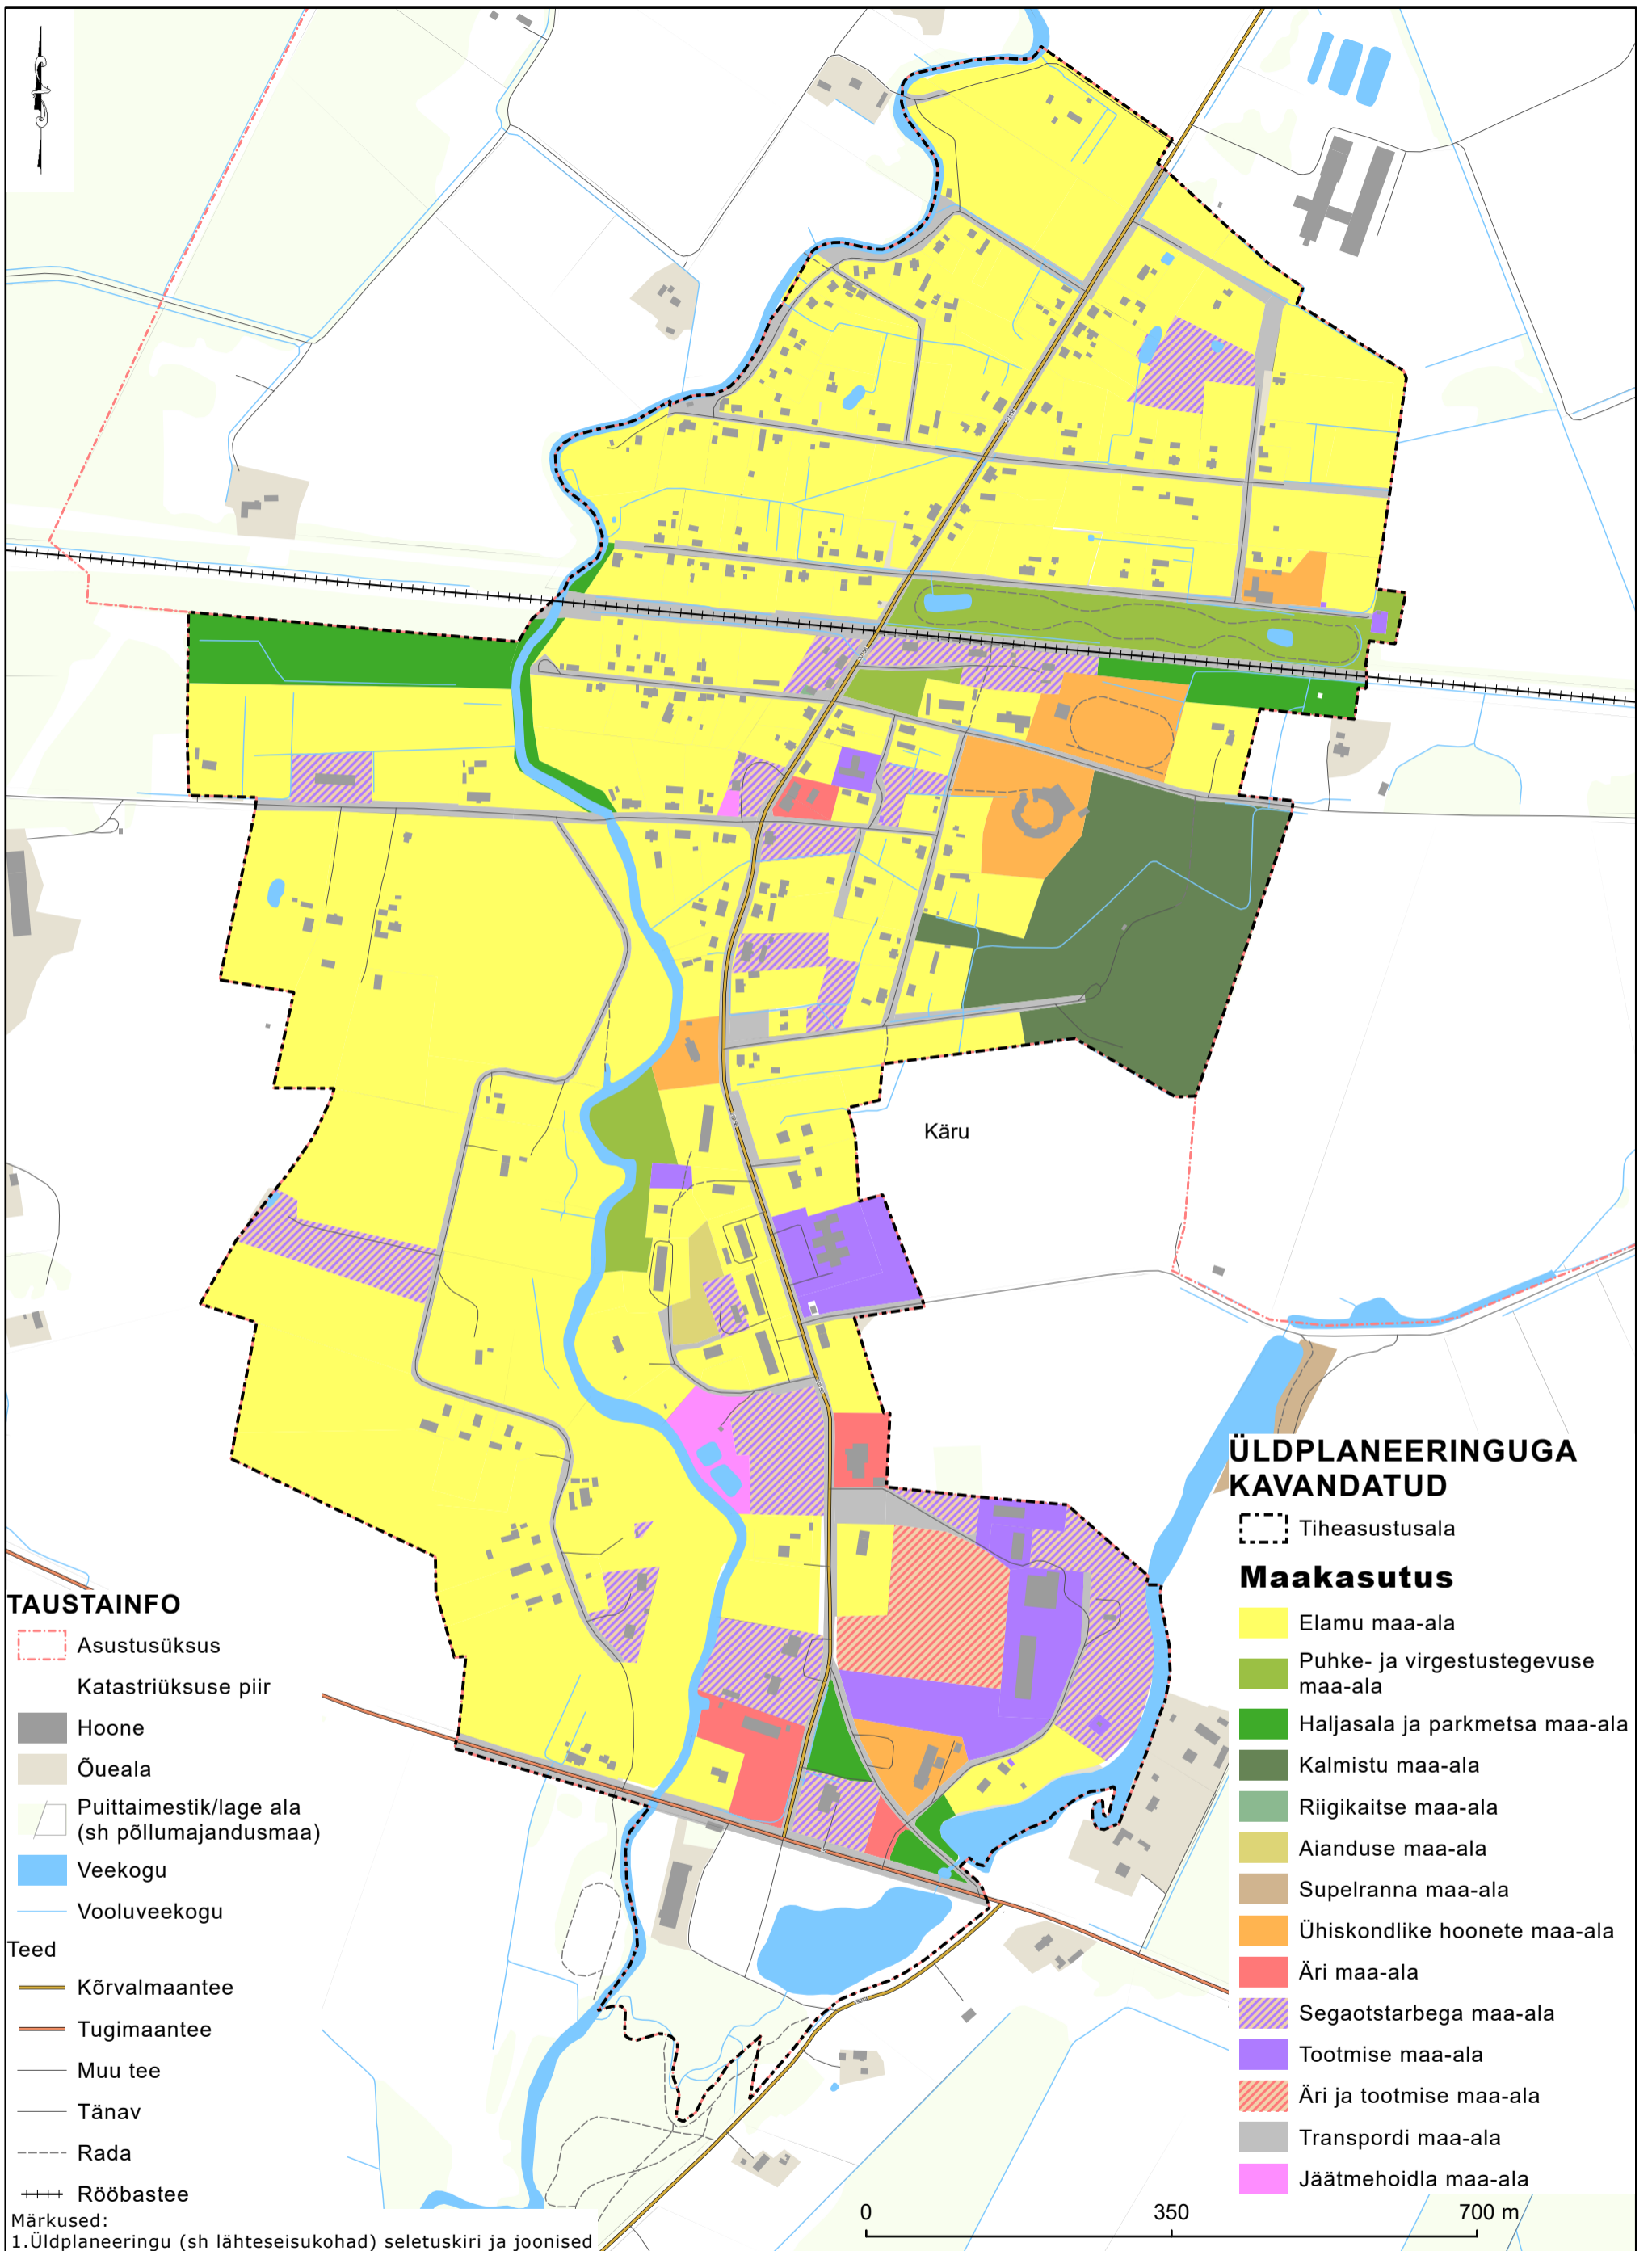 Käru
ÜLDPLANEERINGUGA
KAVANDATUD
Tiheasustusala
Maakasutus
Elamu maa-ala
Puhke- ja virgestustegevuse
maa-ala
Haljasala ja parkmetsa maa-ala
Kalmistu maa-ala
Riigikaitse maa-ala
Aianduse maa-ala
Supelranna maa-ala
Ühiskondlike hoonete maa-ala
Äri maa-ala
Segaotstarbega maa-ala
Tootmise maa-ala
Äri ja tootmise maa-ala
Transpordi maa-ala
Jäätmehoidla maa-ala
TAUSTAINFO
Asustusüksus
Katastriüksuse piir
Hoone
Õueala
Puittaimestik/lage ala
(sh põllumajandusmaa)
Veekogu
Vooluveekogu
Teed
Kõrvalmaantee
Tugimaantee
Muu tee
Tänav
Rada
Rööbastee
Märkused:
1.Üldplaneeringu (sh lähteseisukohad) seletuskiri ja joonised
0 350 700 m